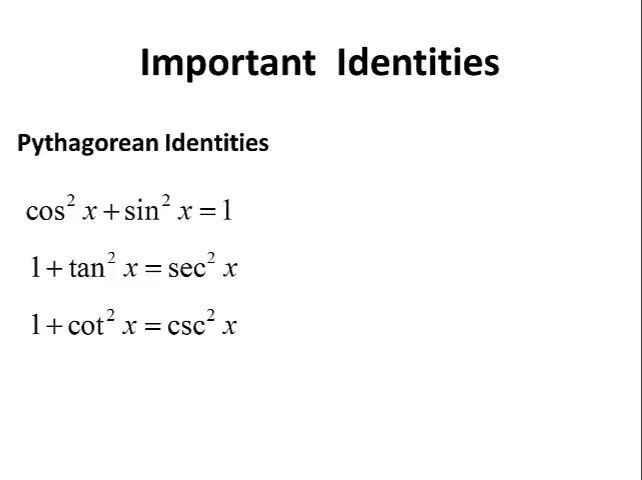 Important Identities
Pythagorean Identities
cos² x + sin² x = 1
1 + tan² x = sec² x
1 + cot² x = csc² x